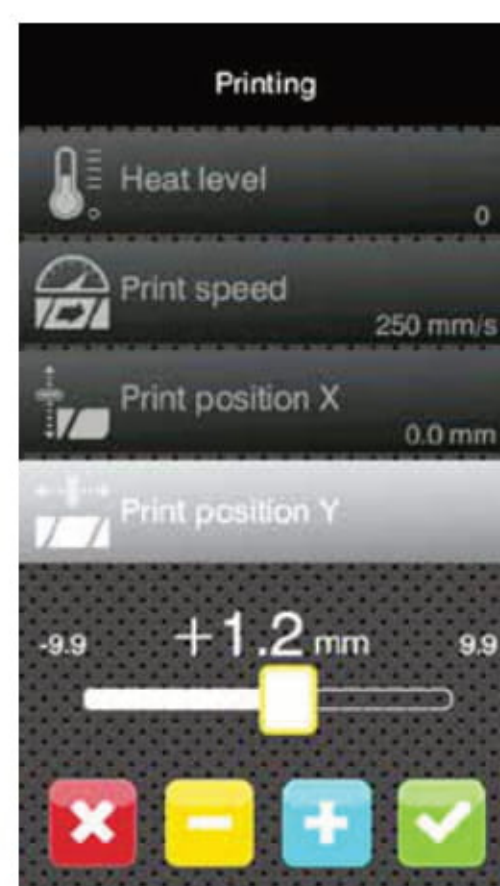 Printing
Heat level
0
Print speed
250 mm/s
Print position X
0.0 mm
Print position Y
-9.9 +1.2 mm 9.9